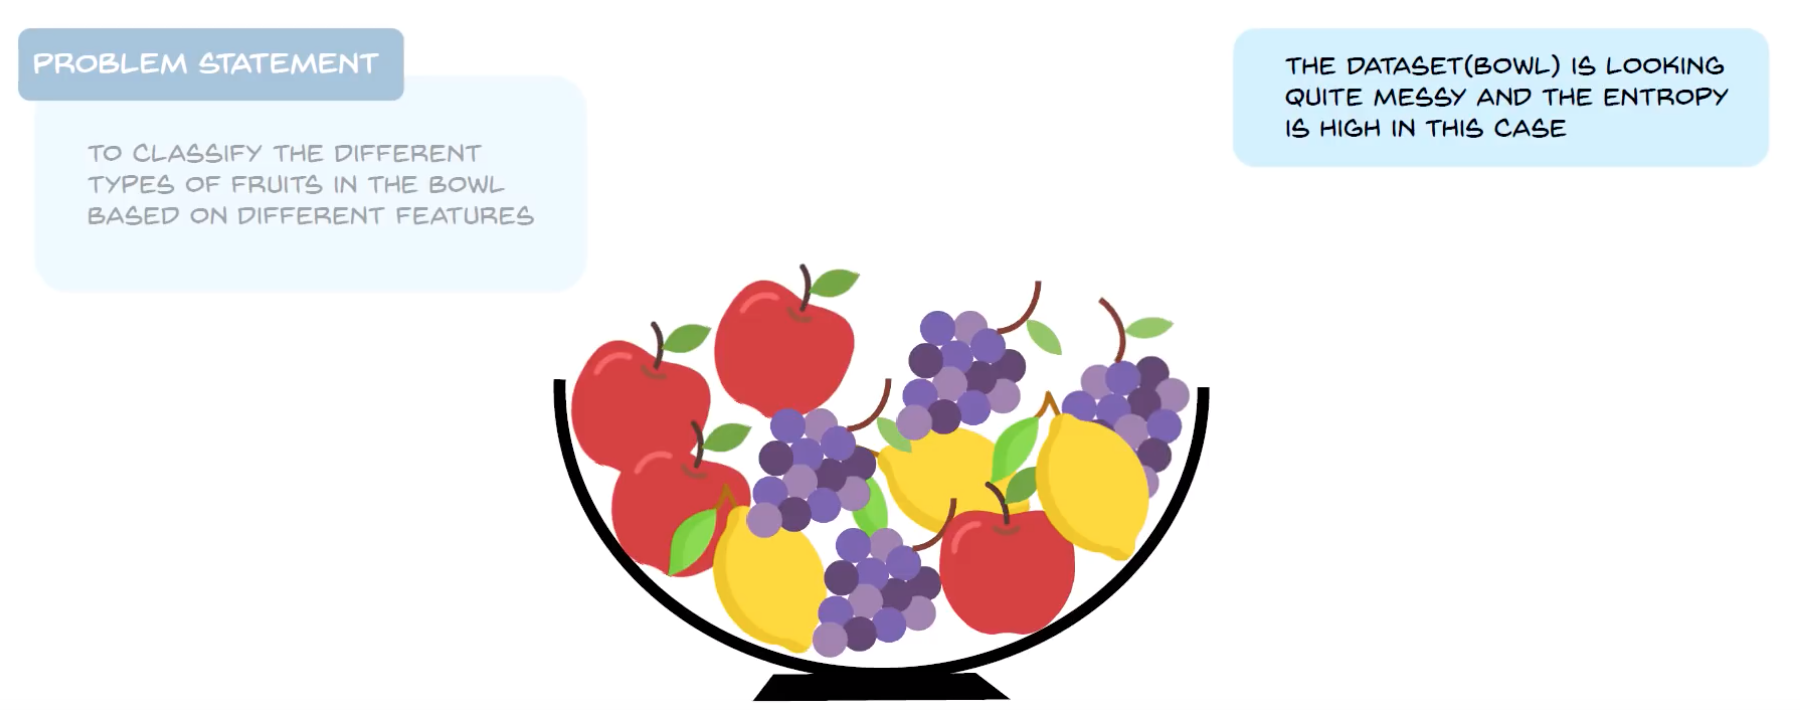 PROBLEM STATEMENT
TO CLASSIFY THE DIFFERENT
TYPES OF FRUITS IN THE BOWL
BASED ON DIFFERENT FEATURES
THE DATASET(BOWL) IS LOOKING
QUITE MESSY AND THE ENTROPY
IS HIGH IN THIS CASE